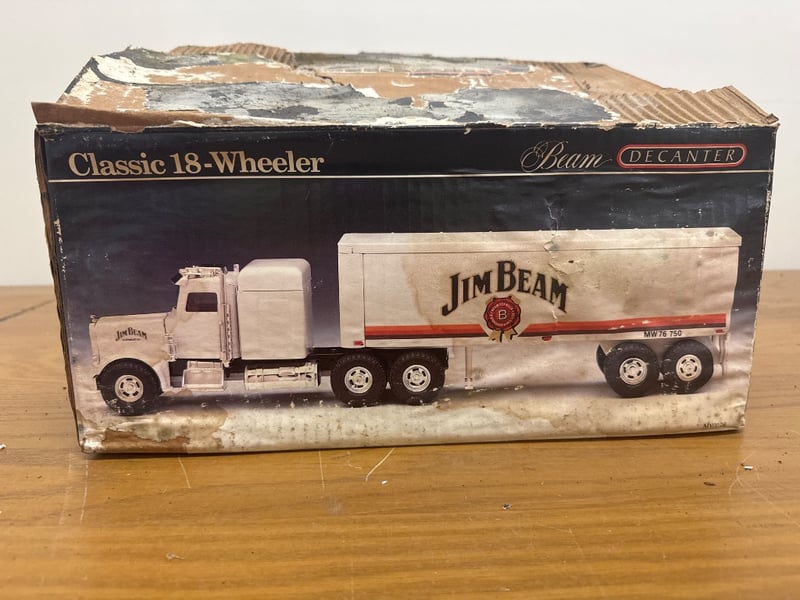 Classic 18-Wheeler
Beam DECANTER
JIM BEAM
JIM BEAM
B
MW 76 750